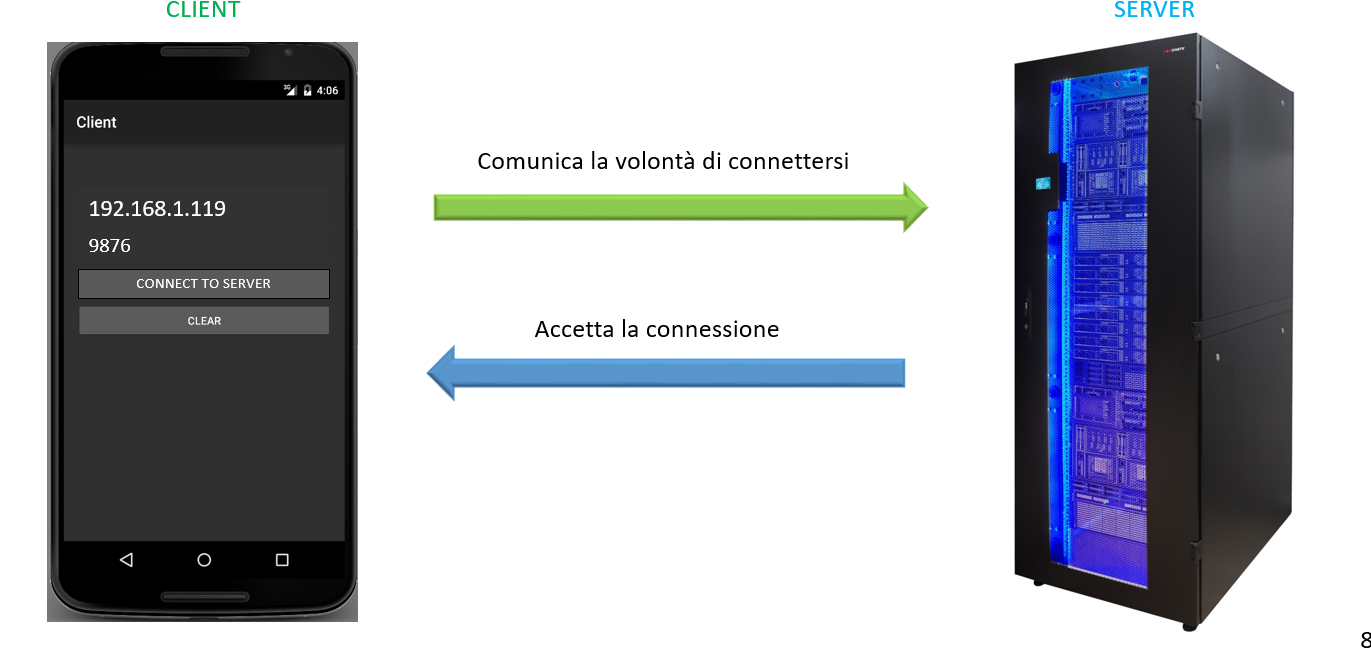 CLIENT
SERVER
3G 4:06
Client
Comunica la volontà di connettersi
192.168.1.119
9876
CONNECT TO SERVER
CLEAR
Accetta la connessione
8